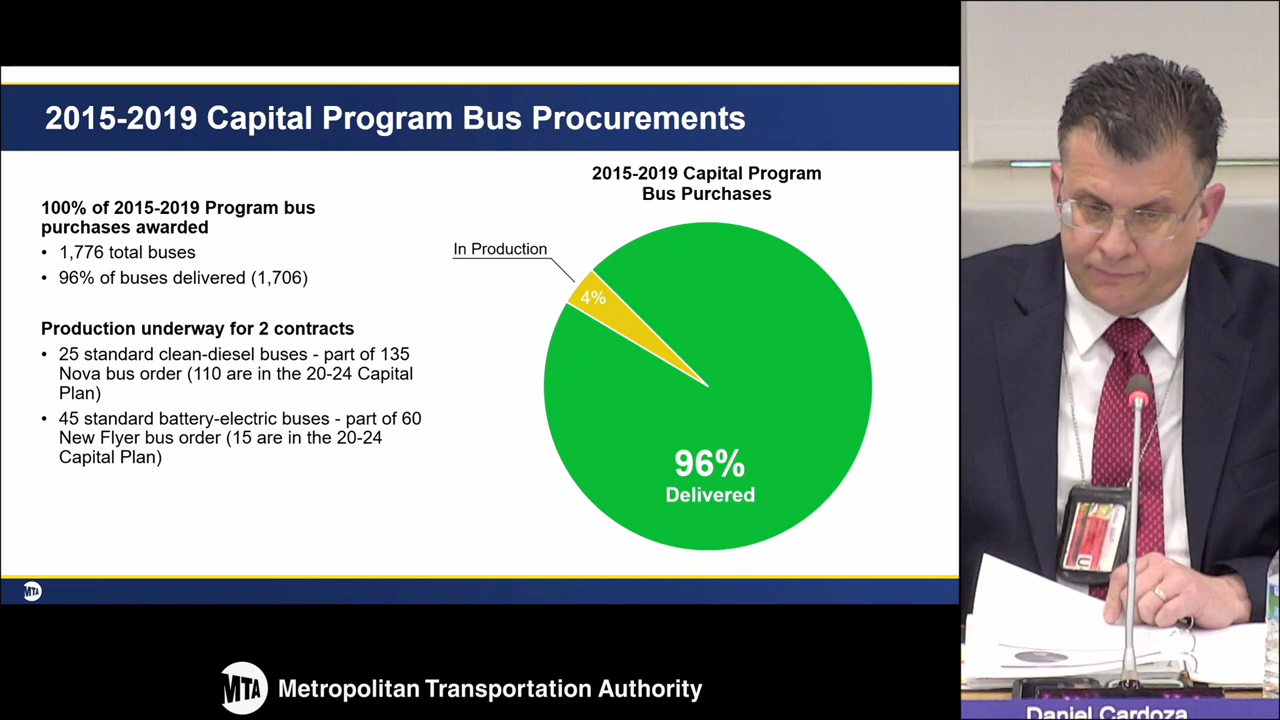 2015-2019 Capital Program Bus Procurements
100% of 2015-2019 Program bus
purchases awarded
• 1,776 total buses
• 96% of buses delivered (1,706)
Production underway for 2 contracts
• 25 standard clean-diesel buses - part of 135
Nova bus order (110 are in the 20-24 Capital
Plan)
• 45 standard battery-electric buses - part of 60
New Flyer bus order (15 are in the 20-24
Capital Plan)
2015-2019 Capital Program
Bus Purchases
In Production
4%
96%
Delivered
MTA
MTA Metropolitan Transportation Authority
Daniel Cardoza